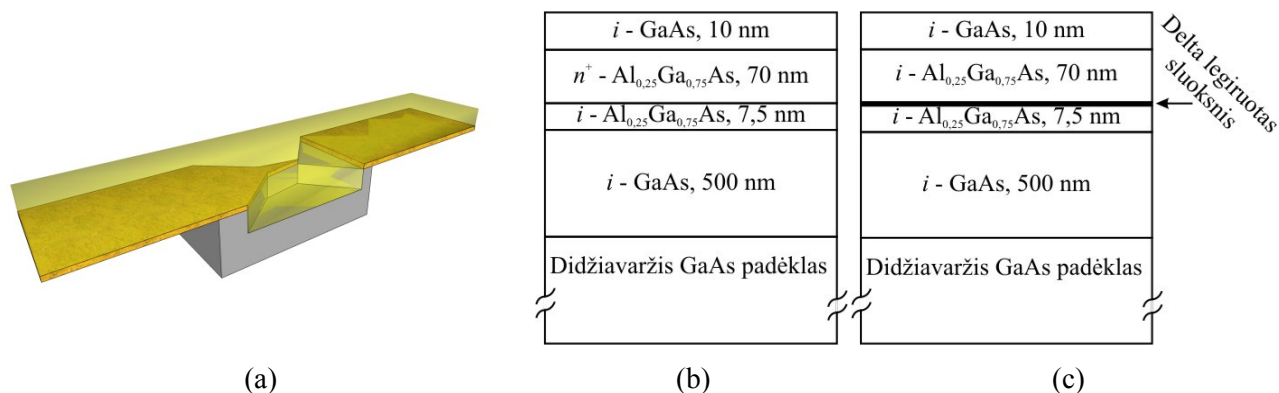 i - GaAs, 10 nm
n⁺ - Al₀,₂₅Ga₀,₇₅As, 70 nm
i - Al₀,₂₅Ga₀,₇₅As, 7,5 nm
i - GaAs, 500 nm
Didžiavaržis GaAs padėklas
i - GaAs, 10 nm
i - Al₀,₂₅Ga₀,₇₅As, 70 nm
i - Al₀,₂₅Ga₀,₇₅As, 7,5 nm
i - GaAs, 500 nm
Didžiavaržis GaAs padėklas
Delta legiruotas
sluoksnis
(a)
(b)
(c)